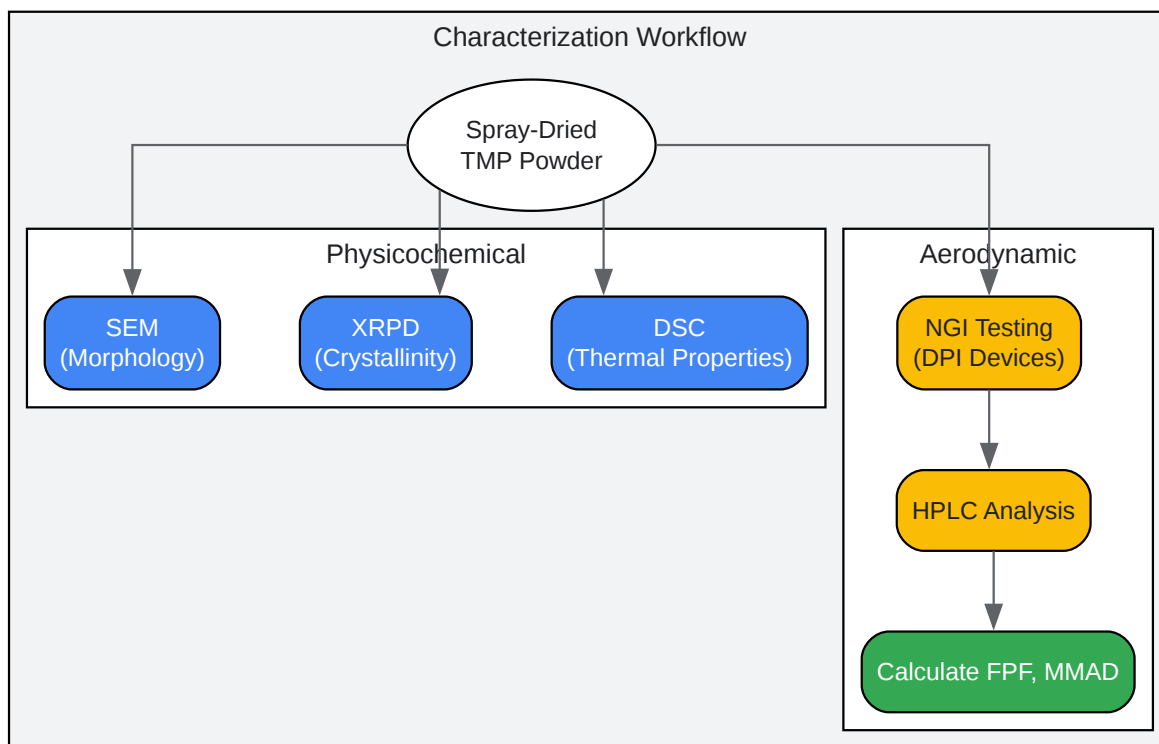 Characterization Workflow
Spray-Dried
TMP Powder
Physicochemical
SEM
(Morphology)
XRPD
(Crystallinity)
DSC
(Thermal Properties)
Aerodynamic
NGI Testing
(DPI Devices)
HPLC Analysis
Calculate FPF, MMAD